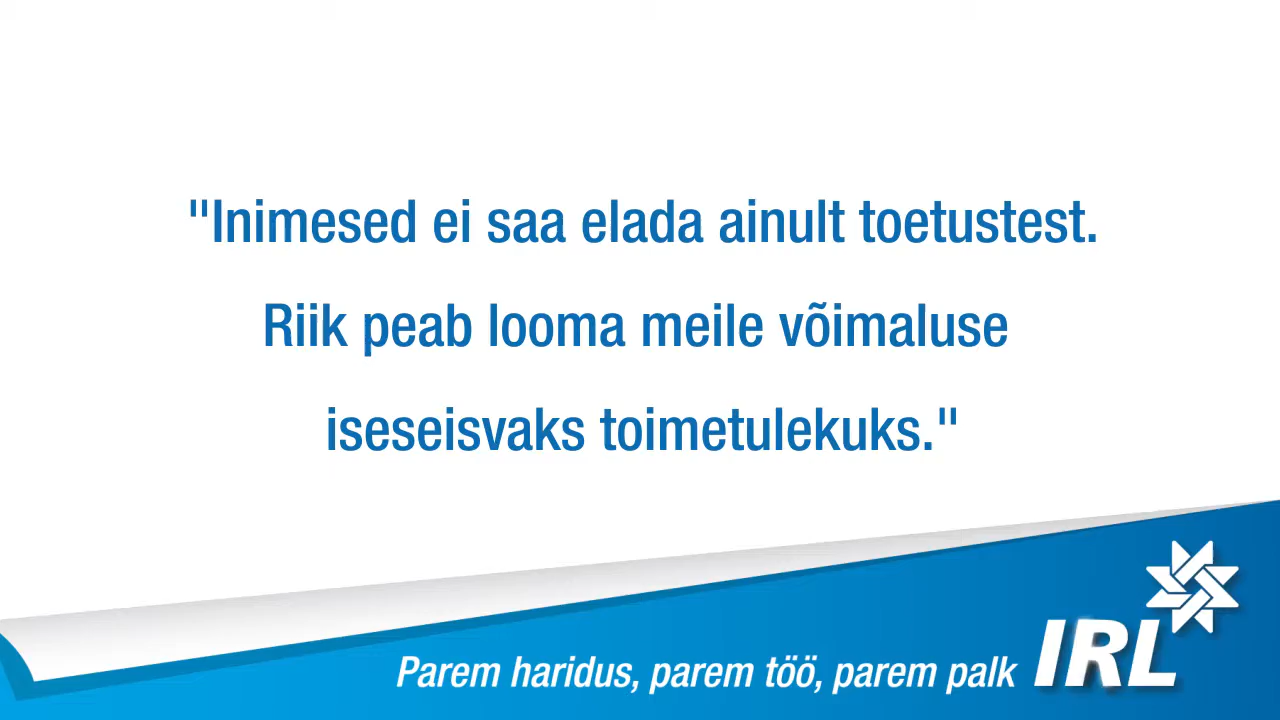 "Inimesed ei saa elada ainult toetustest.
Riik peab looma meile võimaluse
iseseisvaks toimetulekuks."
Parem haridus, parem töö, parem palk
IRL